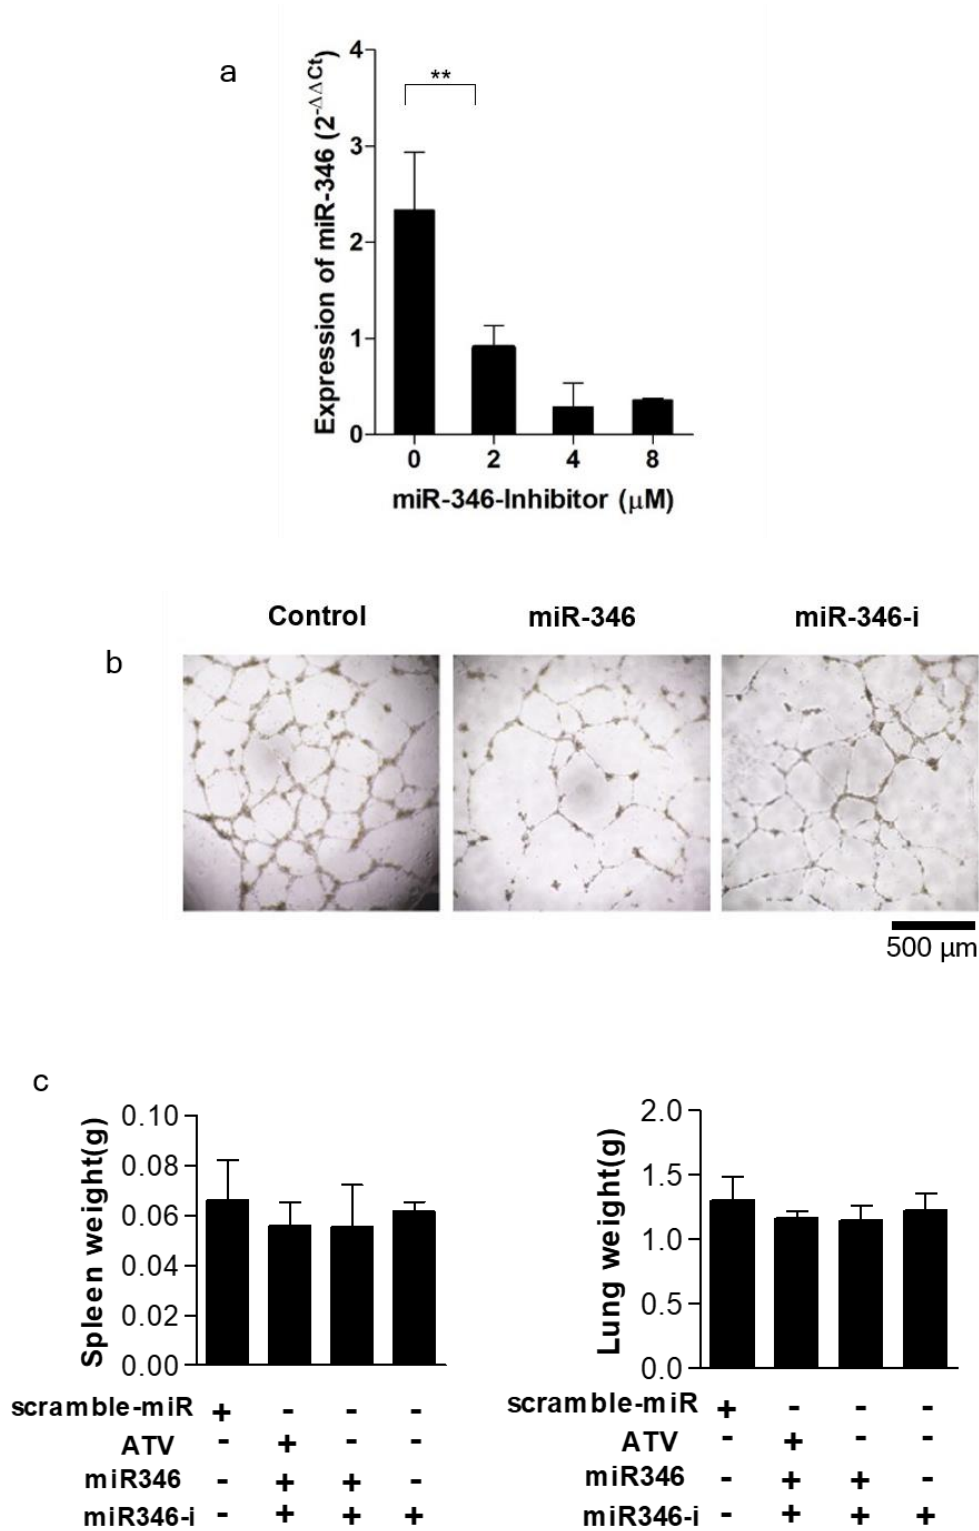 a
**
Expression of miR-346 (2-ΔΔCt)
4
3
2
1
0
0 2 4 8
miR-346-Inhibitor (μM)
Control miR-346 miR-346-i
b
500 μm
c
Spleen weight(g)
0.10
0.08
0.06
0.04
0.02
0.00
scramble-miR + - - -
ATV - + - -
miR346 - + + -
miR346-i - + + +
Lung weight(g)
2.0
1.5
1.0
0.5
0.0
scramble-miR + - - -
ATV - + - -
miR346 - + + -
miR346-i - + + +